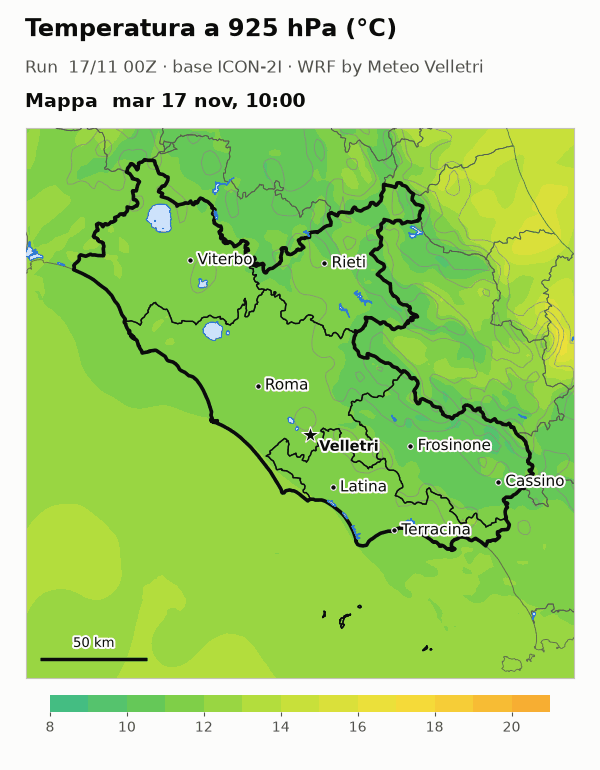 Temperatura a 925 hPa (°C)
Run  17/11 00Z · base ICON-2I · WRF by Meteo Velletri
Mappa  mar 17 nov, 10:00
Viterbo
Rieti
Roma
Velletri
Frosinone
Cassino
Latina
Terracina
50 km
8 10 12 14 16 18 20